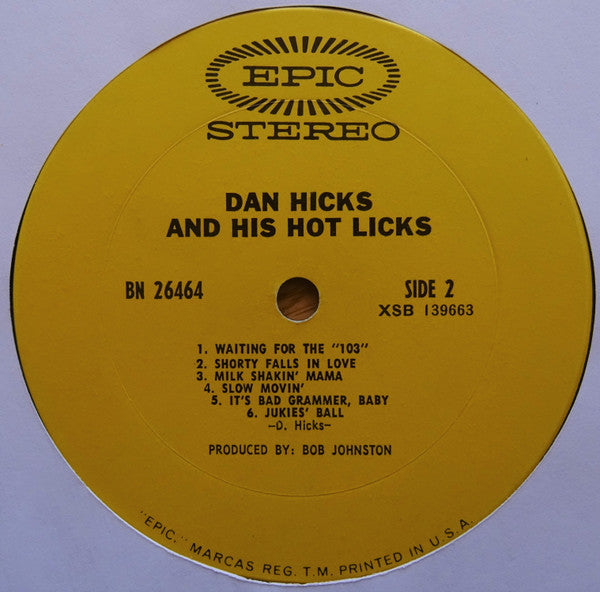 EPIC
STEREO
DAN HICKS
AND HIS HOT LICKS
BN 26464
SIDE 2
XSB 139663
1. WAITING FOR THE "103"
2. SHORTY FALLS IN LOVE
3. MILK SHAKIN' MAMA
4. SLOW MOVIN'
5. IT'S BAD GRAMMER, BABY
6. JUKIES' BALL
-D. Hicks-
PRODUCED BY: BOB JOHNSTON
"EPIC," MARCAS REG. T.M. PRINTED IN U.S.A.